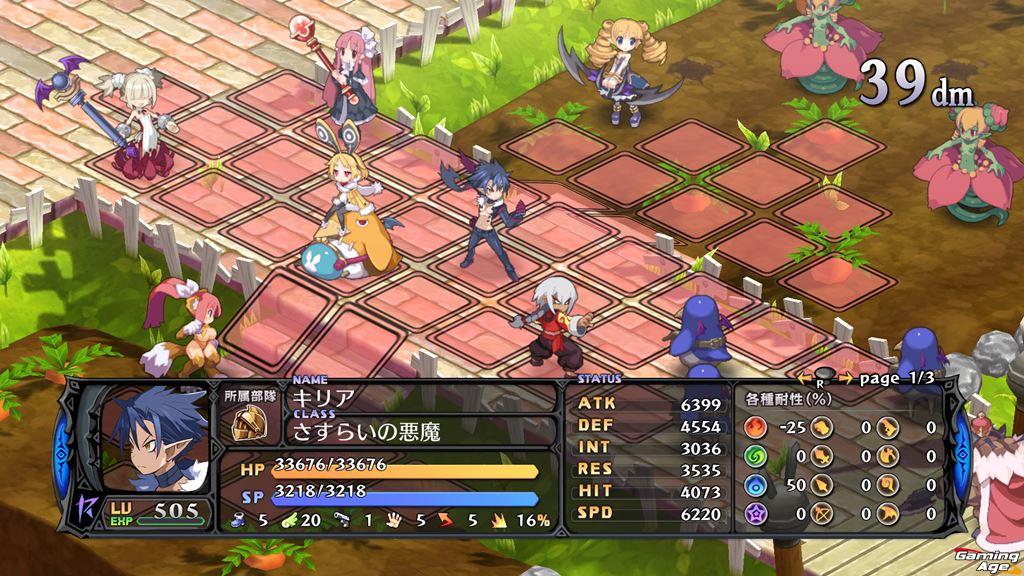 39 dm
page 1/3
R
NAME
所属部隊
キリア
CLASS
さすらいの悪魔
HP 33676/33676
SP 3218/3218
LV 505
EXP
5 20 1 5 5 16%
STATUS
ATK 6399
DEF 4554
INT 3036
RES 3535
HIT 4073
SPD 6220
各種耐性(%)
-25 0 0
0 0 0
50 0 0
0 0 0
Gaming
Age